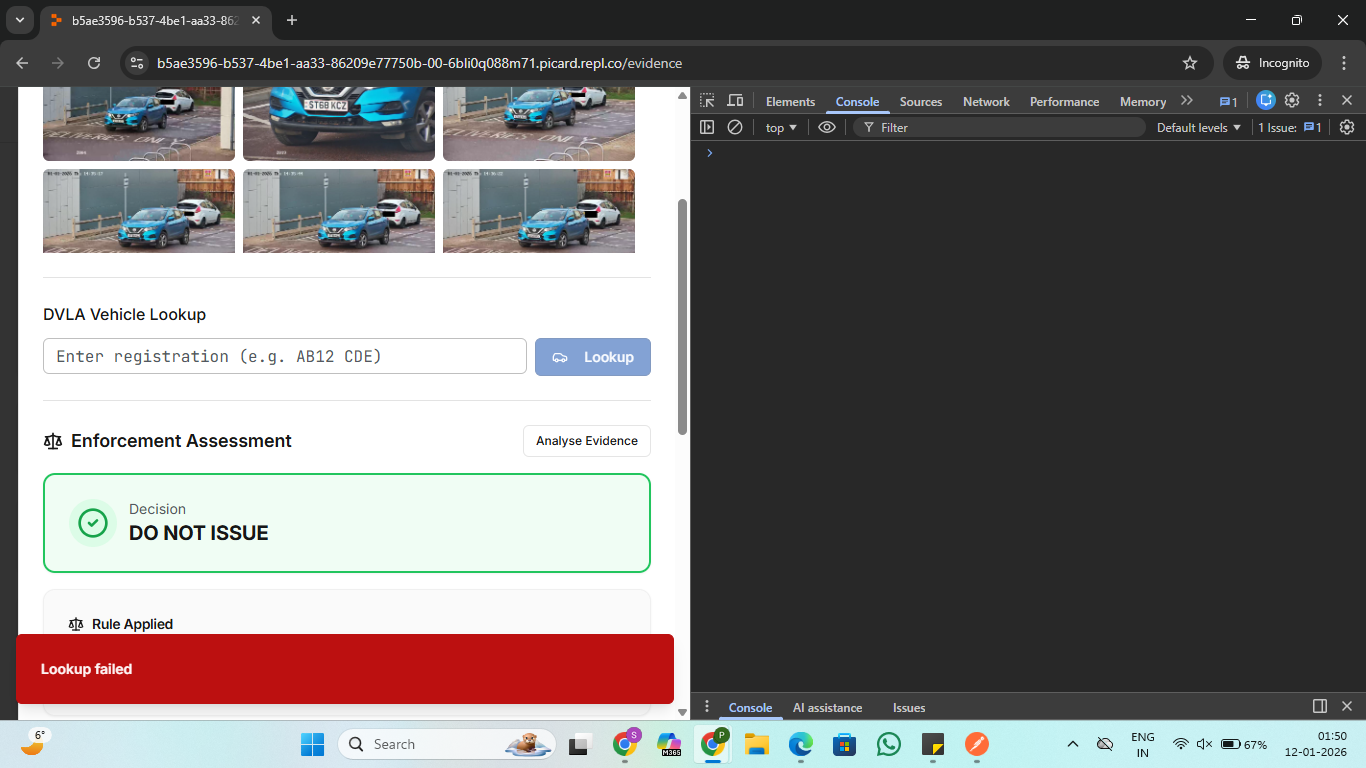 b5ae3596-b537-4be1-aa33-862
b5ae3596-b537-4be1-aa33-86209e77750b-00-6bli0q088m71.picard.repl.co/evidence
Incognito
Elements Console Sources Network Performance Memory 1
top Filter Default levels 1 Issue: 1
ST68 KCZ
DELIVERIES ONLY
DVLA Vehicle Lookup
Enter registration (e.g. AB12 CDE) Lookup
Enforcement Assessment Analyse Evidence
Decision
DO NOT ISSUE
Rule Applied
Lookup failed
Console AI assistance Issues
6°
Search
M365
S
P
ENG
IN
67%
01:50
12-01-2026